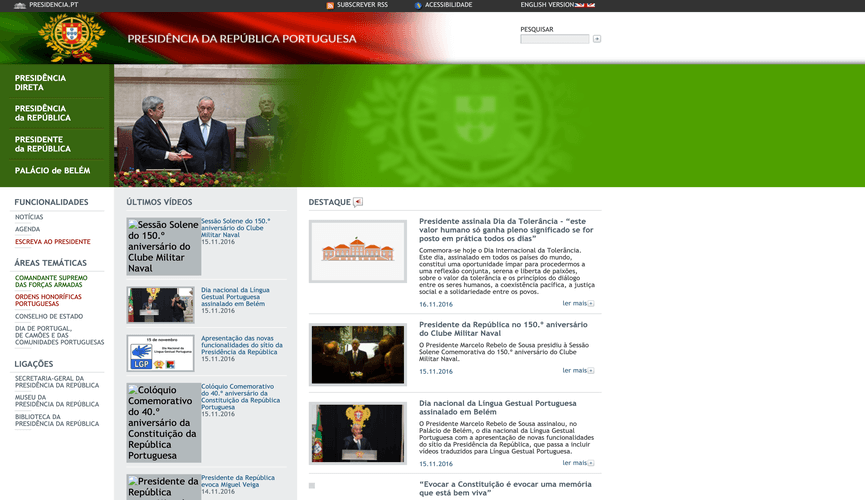 PRESIDENCIA.PT
SUBSCREVER RSS
ACESSIBILIDADE
ENGLISH VERSION
PRESIDÊNCIA DA REPÚBLICA PORTUGUESA
PESQUISAR
PRESIDÊNCIA
DIRETA
PRESIDÊNCIA
da REPÚBLICA
PRESIDENTE
da REPÚBLICA
PALÁCIO de BELÉM
FUNCIONALIDADES
NOTÍCIAS
AGENDA
ESCREVA AO PRESIDENTE
ÁREAS TEMÁTICAS
COMANDANTE SUPREMO
DAS FORÇAS ARMADAS
ORDENS HONORÍFICAS
PORTUGUESAS
CONSELHO DE ESTADO
DIA DE PORTUGAL,
DE CAMÕES E DAS
COMUNIDADES PORTUGUESAS
LIGAÇÕES
SECRETARIA-GERAL DA
PRESIDÊNCIA DA REPÚBLICA
MUSEU DA
PRESIDÊNCIA DA REPÚBLICA
BIBLIOTECA DA
PRESIDÊNCIA DA REPÚBLICA
ÚLTIMOS VÍDEOS
Sessão Solene
do 150.º
aniversário do
Clube Militar
Naval
Sessão Solene do 150.º
aniversário do Clube
Militar Naval
15.11.2016
Dia nacional da Língua
Gestual Portuguesa
assinalado em Belém
15.11.2016
15 de novembro
Dia Nacional da
Língua Gestual Portuguesa
LGP
Apresentação das novas
funcionalidades do sítio da
Presidência da República
15.11.2016
Colóquio
Comemorativo
do 40.º
aniversário da
Constituição da
República
Portuguesa
Colóquio Comemorativo
do 40.º aniversário da
Constituição da República
Portuguesa
15.11.2016
Presidente da
República
Presidente da República
evoca Miguel Veiga
14.11.2016
DESTAQUE
Presidente assinala Dia da Tolerância - “este
valor humano só ganha pleno significado se for
posto em prática todos os dias”
Comemora-se hoje o Dia Internacional da Tolerância.
Este dia, assinalado em todos os países do mundo,
constitui uma oportunidade ímpar para procedermos a
uma reflexão conjunta, serena e liberta de paixões,
sobre o valor da tolerância e os princípios do diálogo
entre os seres humanos, a coexistência pacífica, a justiça
social e a solidariedade entre os povos.
16.11.2016
ler mais
Presidente da República no 150.º aniversário
do Clube Militar Naval
O Presidente Marcelo Rebelo de Sousa presidiu à Sessão
Solene Comemorativa do 150.º aniversário do Clube
Militar Naval.
15.11.2016
ler mais
Dia nacional da Língua Gestual Portuguesa
assinalado em Belém
O Presidente Marcelo Rebelo de Sousa assinalou, no
Palácio de Belém, o dia nacional da Língua Gestual
Portuguesa com a apresentação de novas funcionalidades
do sítio da Presidência da República, que passa a incluir
vídeos traduzidos para Língua Gestual Portuguesa.
15.11.2016
ler mais
“Evocar a Constituição é evocar uma memória
que está bem viva”